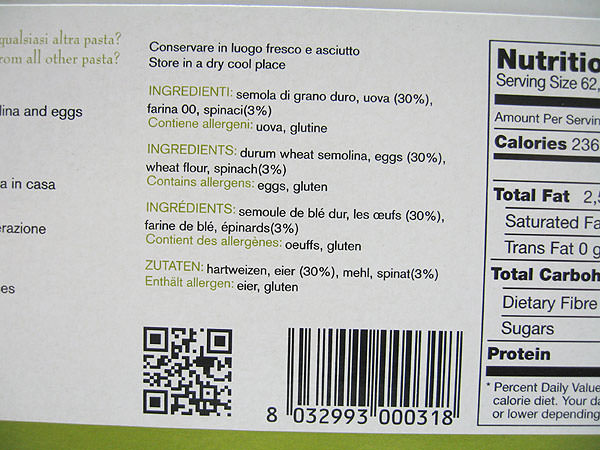 qualsiasi altra pasta?
from all other pasta?
lina and eggs
a in casa
erazione
es
Conservare in luogo fresco e asciutto
Store in a dry cool place
INGREDIENTI: semola di grano duro, uova (30%),
farina 00, spinaci(3%)
Contiene allergeni: uova, glutine
INGREDIENTS: durum wheat semolina, eggs (30%),
wheat flour, spinach(3%)
Contains allergens: eggs, gluten
INGRÉDIENTS: semoule de blé dur, les œufs (30%),
farine de blé, épinards(3%)
Contient des allergènes: oeuffs, gluten
ZUTATEN: hartweizen, eier (30%), mehl, spinat(3%)
Enthält allergen: eier, gluten
8 032993 000318
Nutritio
Serving Size 62,
Amount Per Servin
Calories 236
Total Fat 2,5
Saturated Fa
Trans Fat 0 g
Total Carboh
Dietary Fibre
Sugars
Protein
* Percent Daily Value
calorie diet. Your da
or lower depending